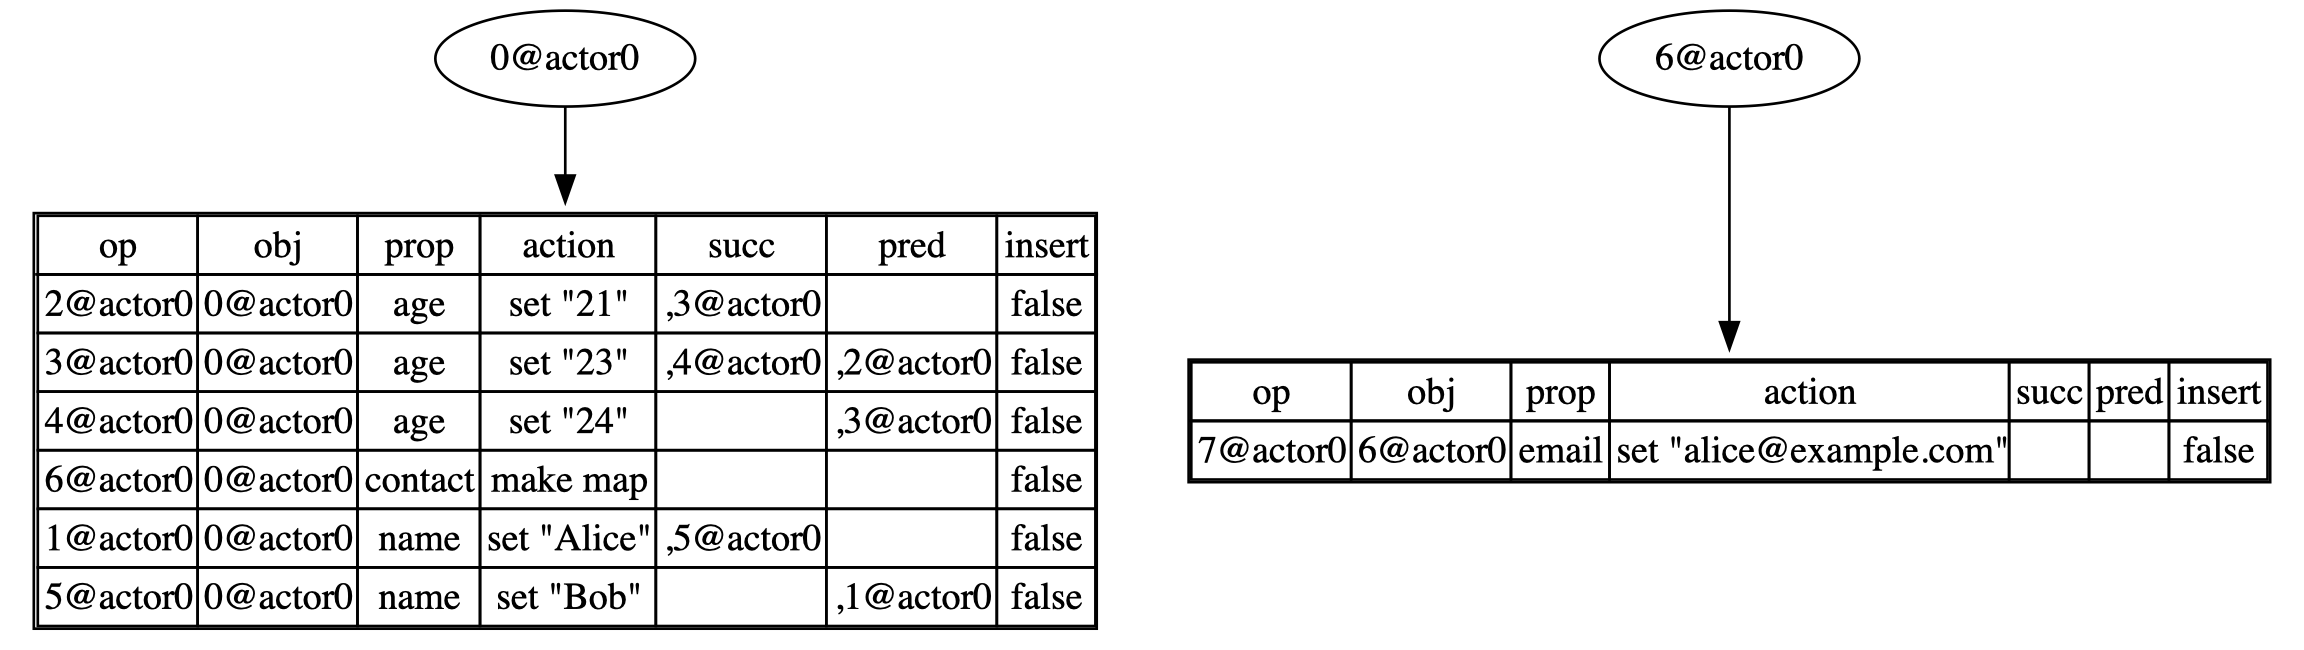 0@actor0
op obj prop action succ pred insert
2@actor0 0@actor0 age set "21" ,3@actor0 false
3@actor0 0@actor0 age set "23" ,4@actor0 ,2@actor0 false
4@actor0 0@actor0 age set "24" ,3@actor0 false
6@actor0 0@actor0 contact make map false
1@actor0 0@actor0 name set "Alice" ,5@actor0 false
5@actor0 0@actor0 name set "Bob" ,1@actor0 false
6@actor0
op obj prop action succ pred insert
7@actor0 6@actor0 email set "alice@example.com" false